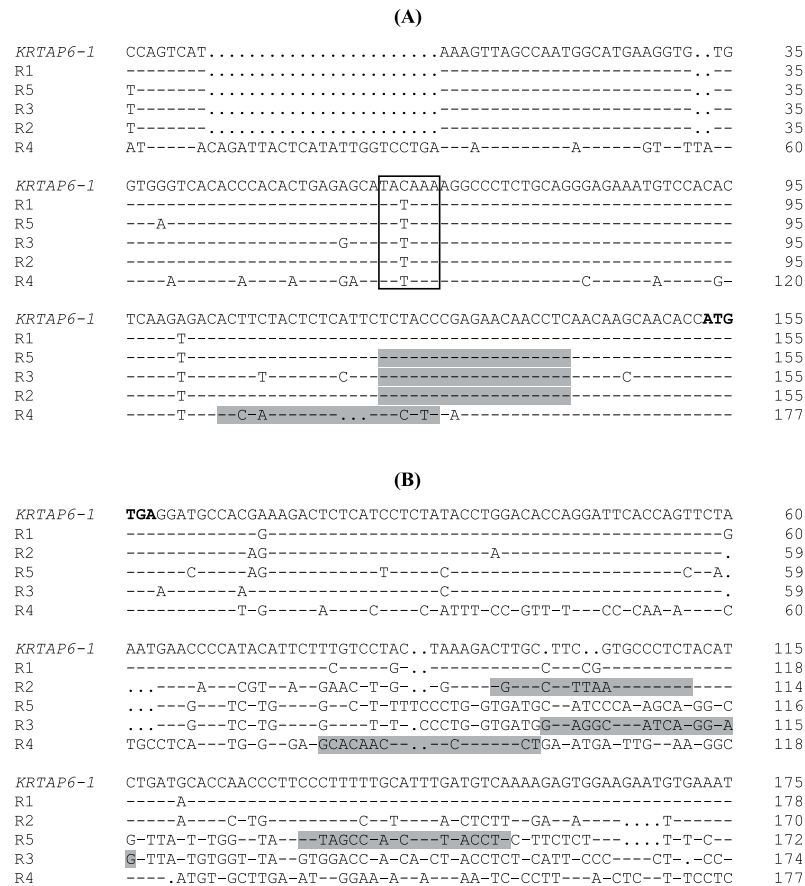 (A)
KRTAP6-1 CCAGTCAT.......................AAAGTTAGCCAATGGCATGAAGGTG..TG 35
R1 --------.......................-------------------------..-- 35
R5 T-------.......................-------------------------..-- 35
R3 T-------.......................-------------------------..-- 35
R2 T-------.......................-------------------------..-- 35
R4 AT-----ACAGATTACTCATATTGGTCCTGA---A---------A------GT--TTA-- 60
KRTAP6-1 GTGGGTCACACCCACACTGAGAGCATACAAAAGGCCCTCTGCAGGGAGAAATGTCCACAC 95
R1 ---------------------------T-------------------------------- 95
R5 ---A-----------------------T-------------------------------- 95
R3 ---------------------G-----T-------------------------------- 95
R2 ---------------------------T-------------------------------- 95
R4 ----A------A----A----GA----T-----------------C------A-----G- 120
KRTAP6-1 TCAAGAGACACTTCTACTCTCATTCTCTACCCGAGAACAACCTCAACAAGCAACACCATG 155
R1 -----T------------------------------------------------------ 155
R5 -----T------------------------------------------------------ 155
R3 -----T-------T-------C---------------------------C---------- 155
R2 -----T------------------------------------------------------ 155
R4 -----T-----C-A-------...---C-T--A--------------------------- 177
(B)
KRTAP6-1 TGAGGATGCCACGAAAGACTCTCATCCTCTATACCTGGACACCAGGATTCACCAGTTCTA 60
R1 -------------G---------------------------------------------G 60
R2 ------------AG----------------------A----------------------. 59
R5 ------C-----AG-----------T-----C-----------------------C--A. 59
R3 ---A-------A-------------------C---------------------------. 59
R4 -----------T-G-----A----C----C-ATTT-CC-GTT-T---CC-CAA-A----C 60
KRTAP6-1 AATGAACCCCATACATTCTTTGTCCTAC..TAAAGACTTGC.TTC..GTGCCCTCTACAT 115
R1 --------------------C-----G-..-----------C---CG------------- 118
R2 ...----A---CGT--A--GAAC-T-G-..-G-----G---C--TTAA------------ 114
R5 ...---G--TC-TG-----G--C-T-TTTCCCTG-GTGATGC--ATCCCA-AGCA-GG-C 116
R3 ...---G--TC-TG-----G----T-T-.CCCTG-GTGATGG--AGGC---ATCA-GG-A 115
R4 TGCCTCA---TG-G--GA-GCACAAC--..--C------CTGA-ATGA-TTG--AA-GGC 118
KRTAP6-1 CTGATGCACCAACCCTTCCCTTTTTGCATTTGATGTCAAAAGAGTGGAAGAATGTGAAAT 175
R1 -----A------------------------------------------------------ 178
R2 -----A----C-TG---------C--T----A-CTCTT--GA--A----....T------ 170
R5 G-TTA-T-TGG--TA----TAGCC-A-C---T-ACCT-C-TTCTCT---....-T-T-C- 172
R3 G-TTA-TGTGGT-TA--GTGGACC-A-CA-CTACCTCT-CATT-CCC-----CT-.-CC- 174
R4 ----.ATGT-GCTTGA-AT--GGAA-A--A---AA-TC-CCTT---A-CTC--T-TCCTC 177